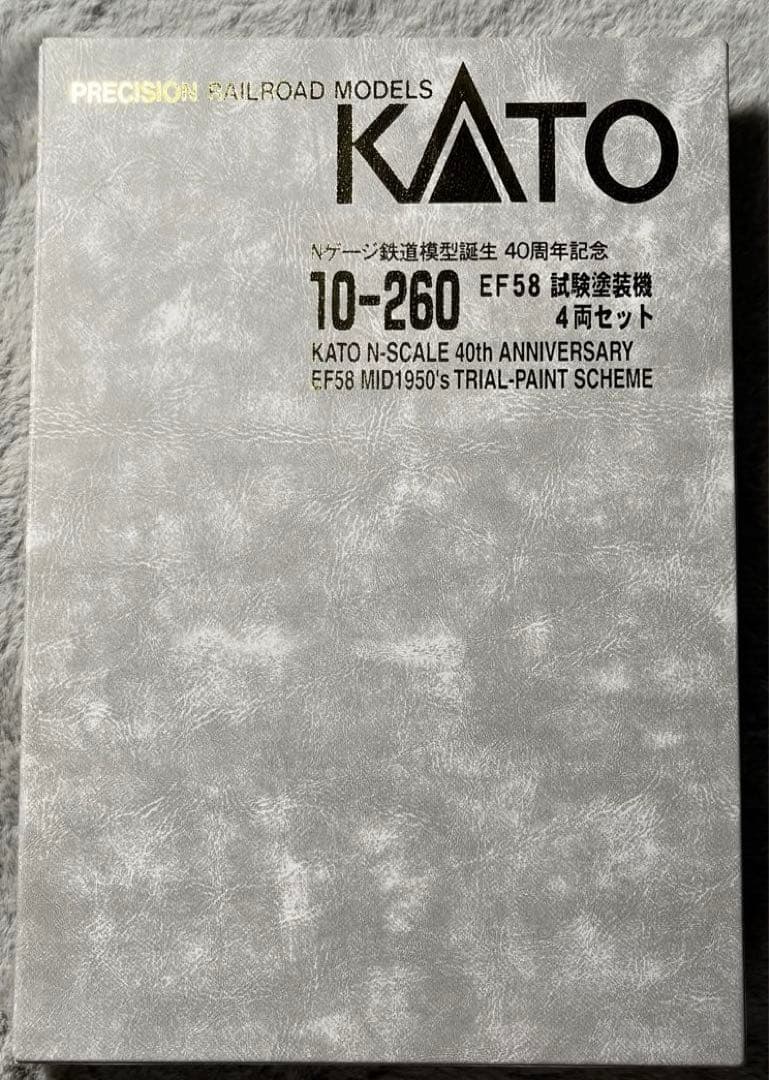 PRECISION RAILROAD MODELS
KATO
Nゲージ鉄道模型誕生 40周年記念
10-260 EF58 試験塗装機
4両セット
KATO N-SCALE 40th ANNIVERSARY
EF58 MID1950's TRIAL-PAINT SCHEME